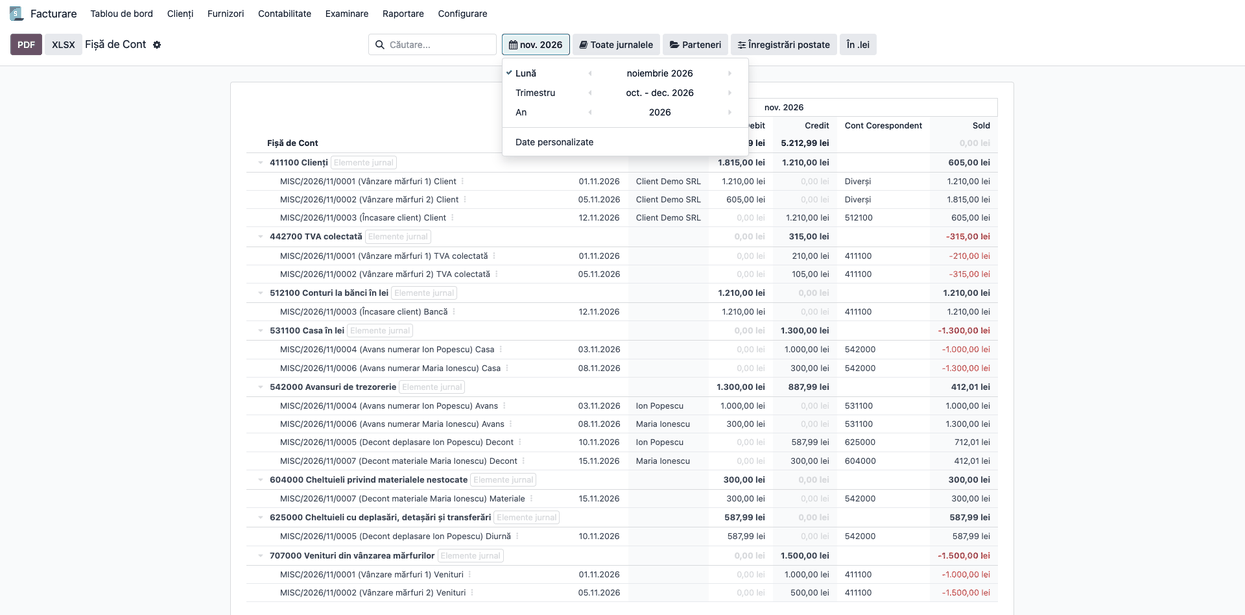 Facturare Tablou de bord Clienți Furnizori Contabilitate Examinare Raportare Configurare
PDF XLSX Fișă de Cont Căutare... nov. 2026 Toate jurnalele Parteneri Înregistrări postate În .lei
Lună noiembrie 2026
Trimestru oct. - dec. 2026
An 2026
Date personalizate
nov. 2026
ebit Credit Cont Corespondent Sold
Fișă de Cont 9 lei 5.212,99 lei 0,00 lei
411100 Clienți Elemente jurnal 1.815,00 lei 1.210,00 lei 605,00 lei
MISC/2026/11/0001 (Vânzare mărfuri 1) Client 01.11.2026 Client Demo SRL 1.210,00 lei 0,00 lei Diverși 1.210,00 lei
MISC/2026/11/0002 (Vânzare mărfuri 2) Client 05.11.2026 Client Demo SRL 605,00 lei 0,00 lei Diverși 1.815,00 lei
MISC/2026/11/0003 (Încasare client) Client 12.11.2026 Client Demo SRL 0,00 lei 1.210,00 lei 512100 605,00 lei
442700 TVA colectată Elemente jurnal 0,00 lei 315,00 lei -315,00 lei
MISC/2026/11/0001 (Vânzare mărfuri 1) TVA colectată 01.11.2026 0,00 lei 210,00 lei 411100 -210,00 lei
MISC/2026/11/0002 (Vânzare mărfuri 2) TVA colectată 05.11.2026 0,00 lei 105,00 lei 411100 -315,00 lei
512100 Conturi la bănci în lei Elemente jurnal 1.210,00 lei 0,00 lei 1.210,00 lei
MISC/2026/11/0003 (Încasare client) Bancă 12.11.2026 1.210,00 lei 0,00 lei 411100 1.210,00 lei
531100 Casa în lei Elemente jurnal 0,00 lei 1.300,00 lei -1.300,00 lei
MISC/2026/11/0004 (Avans numerar Ion Popescu) Casa 03.11.2026 0,00 lei 1.000,00 lei 542000 -1.000,00 lei
MISC/2026/11/0006 (Avans numerar Maria Ionescu) Casa 08.11.2026 0,00 lei 300,00 lei 542000 -1.300,00 lei
542000 Avansuri de trezorerie Elemente jurnal 1.300,00 lei 887,99 lei 412,01 lei
MISC/2026/11/0004 (Avans numerar Ion Popescu) Avans 03.11.2026 Ion Popescu 1.000,00 lei 0,00 lei 531100 1.000,00 lei
MISC/2026/11/0006 (Avans numerar Maria Ionescu) Avans 08.11.2026 Maria Ionescu 300,00 lei 0,00 lei 531100 1.300,00 lei
MISC/2026/11/0005 (Decont deplasare Ion Popescu) Decont 10.11.2026 Ion Popescu 0,00 lei 587,99 lei 625000 712,01 lei
MISC/2026/11/0007 (Decont materiale Maria Ionescu) Decont 15.11.2026 Maria Ionescu 0,00 lei 300,00 lei 604000 412,01 lei
604000 Cheltuieli privind materialele nestocate Elemente jurnal 300,00 lei 0,00 lei 300,00 lei
MISC/2026/11/0007 (Decont materiale Maria Ionescu) Materiale 15.11.2026 300,00 lei 0,00 lei 542000 300,00 lei
625000 Cheltuieli cu deplasări, detașări și transferări Elemente jurnal 587,99 lei 0,00 lei 587,99 lei
MISC/2026/11/0005 (Decont deplasare Ion Popescu) Diurnă 10.11.2026 587,99 lei 0,00 lei 542000 587,99 lei
707000 Venituri din vânzarea mărfurilor Elemente jurnal 0,00 lei 1.500,00 lei -1.500,00 lei
MISC/2026/11/0001 (Vânzare mărfuri 1) Venituri 01.11.2026 0,00 lei 1.000,00 lei 411100 -1.000,00 lei
MISC/2026/11/0002 (Vânzare mărfuri 2) Venituri 05.11.2026 0,00 lei 500,00 lei 411100 -1.500,00 lei